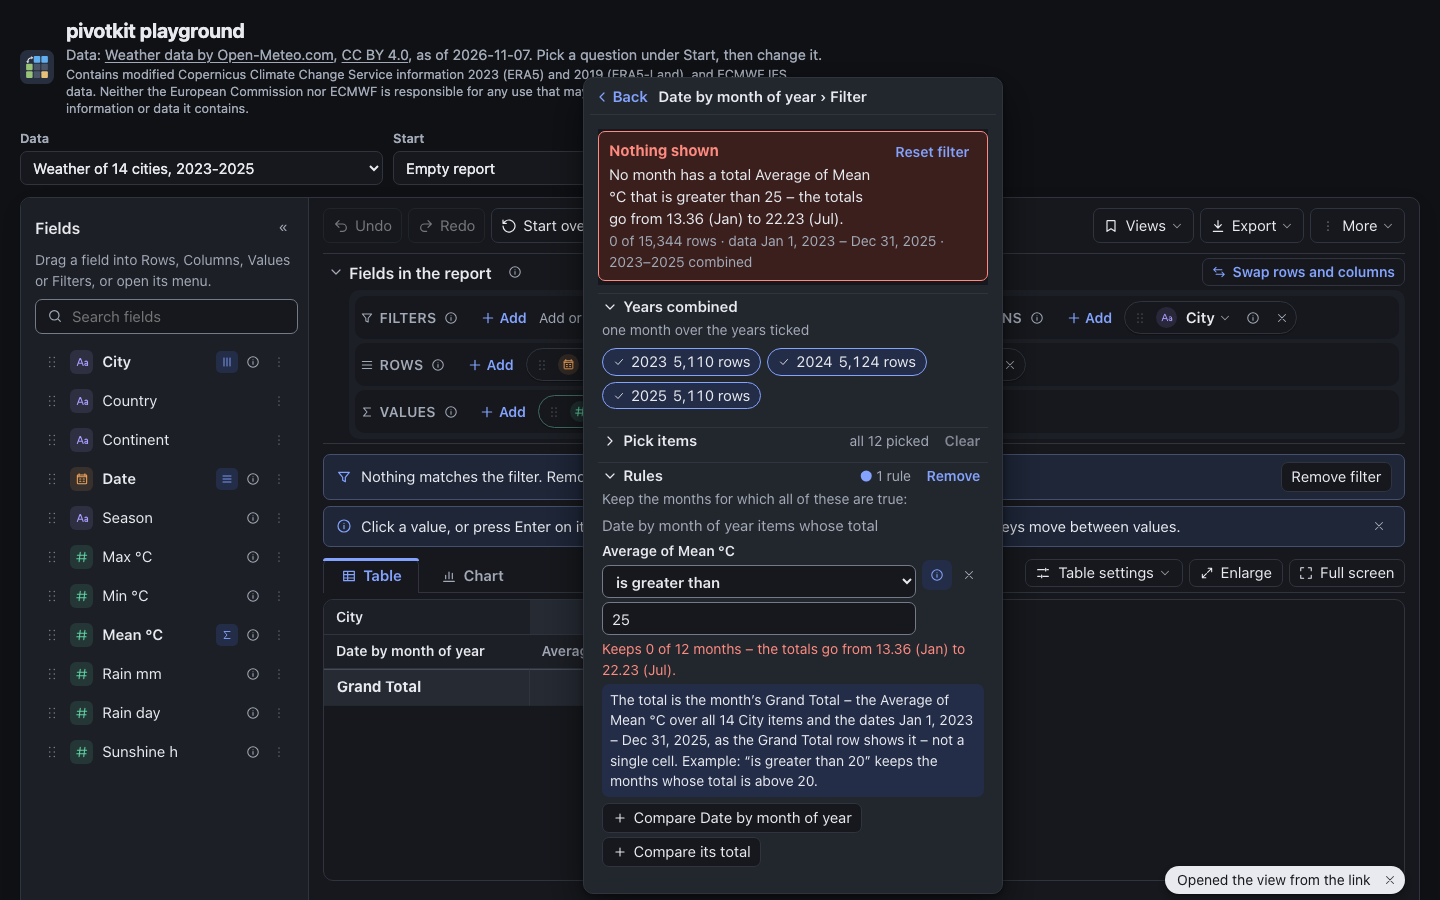 pivotkit playground
Data: Weather data by Open-Meteo.com, CC BY 4.0, as of 2026-11-07. Pick a question under Start, then change it.
Contains modified Copernicus Climate Change Service information 2023 (ERA5) and 2019 (ERA5-Land), and ECMWF IFS
data. Neither the European Commission nor ECMWF is responsible for any use that may
information or data it contains.
Data
Start
Weather of 14 cities, 2023-2025
Empty report
Fields
«
Drag a field into Rows, Columns, Values
or Filters, or open its menu.
Search fields
Aa City
Aa Country
Aa Continent
Date
Aa Season
# Max °C
# Min °C
# Mean °C Σ
# Rain mm
# Rain day
# Sunshine h
Undo
Redo
Start ove
Views
Export
More
Fields in the report
Swap rows and columns
FILTERS
+ Add
Add or
NS
+ Add
Aa City
ROWS
+ Add
Σ VALUES
+ Add
#
Nothing matches the filter. Remo
Remove filter
Click a value, or press Enter on it
eys move between values.
Table
Chart
Table settings
Enlarge
Full screen
City
Date by month of year
Averag
Grand Total
Back
Date by month of year › Filter
Nothing shown
Reset filter
No month has a total Average of Mean
°C that is greater than 25 – the totals
go from 13.36 (Jan) to 22.23 (Jul).
0 of 15,344 rows · data Jan 1, 2023 – Dec 31, 2025 ·
2023–2025 combined
Years combined
one month over the years ticked
2023 5,110 rows
2024 5,124 rows
2025 5,110 rows
Pick items
all 12 picked
Clear
Rules
1 rule
Remove
Keep the months for which all of these are true:
Date by month of year items whose total
Average of Mean °C
is greater than
25
Keeps 0 of 12 months – the totals go from 13.36 (Jan) to
22.23 (Jul).
The total is the month’s Grand Total – the Average of
Mean °C over all 14 City items and the dates Jan 1, 2023
– Dec 31, 2025, as the Grand Total row shows it – not a
single cell. Example: “is greater than 20” keeps the
months whose total is above 20.
+ Compare Date by month of year
+ Compare its total
Opened the view from the link